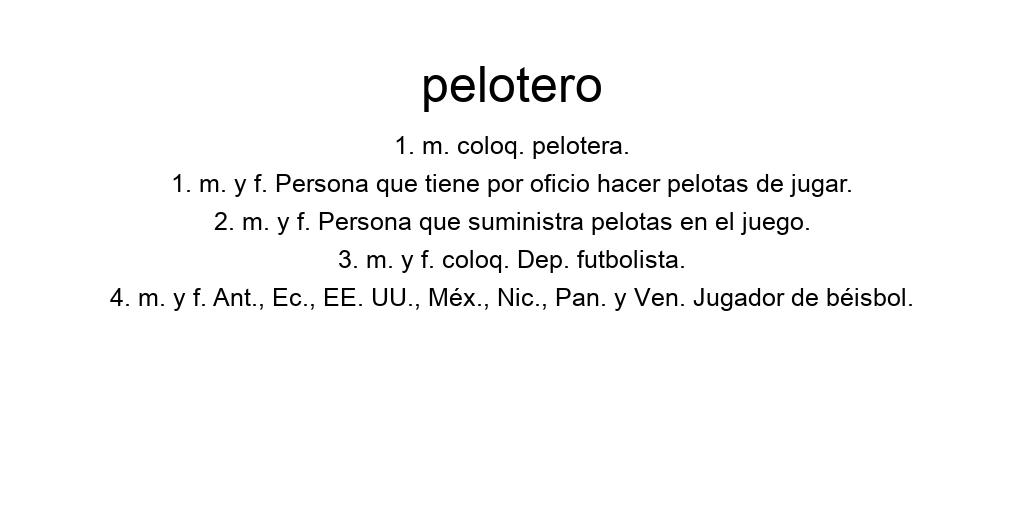 pelotero
1. m. coloq. pelotera.
1. m. y f. Persona que tiene por oficio hacer pelotas de jugar.
2. m. y f. Persona que suministra pelotas en el juego.
3. m. y f. coloq. Dep. futbolista.
4. m. y f. Ant., Ec., EE. UU., Méx., Nic., Pan. y Ven. Jugador de béisbol.